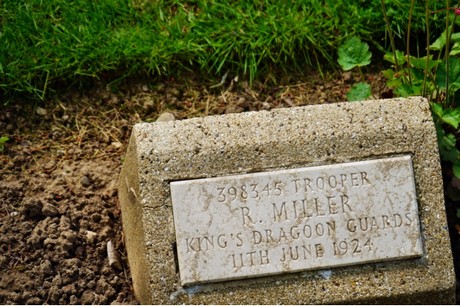 398345 TROOPER
R. MILLER
KING'S DRAGOON GUARDS
11TH JUNE 1924